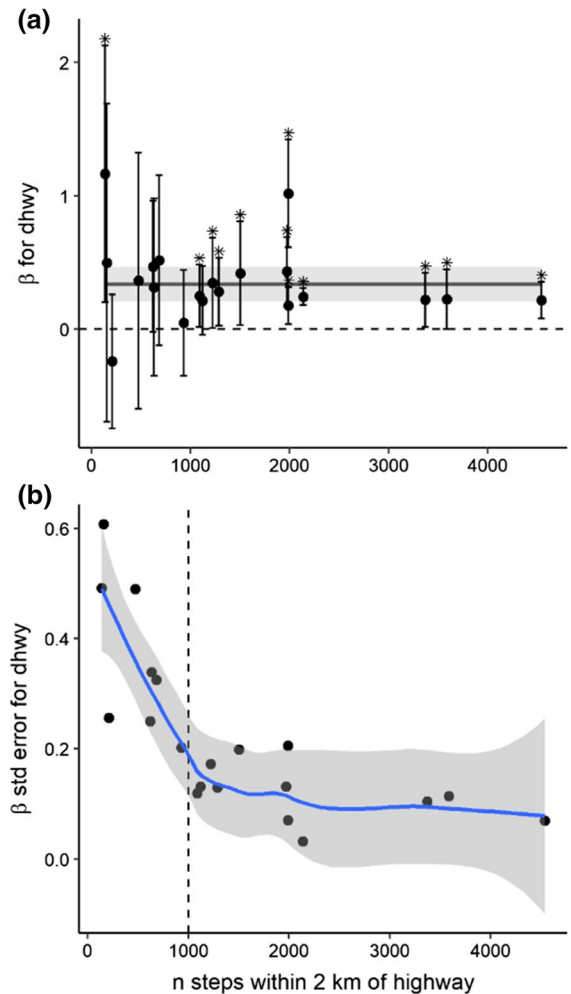 (a)
β for dhwy
2
1
0
* * * * * * * * * * *
0 1000 2000 3000 4000
(b)
β std error for dhwy
0.6
0.4
0.2
0.0
0 1000 2000 3000 4000
n steps within 2 km of highway